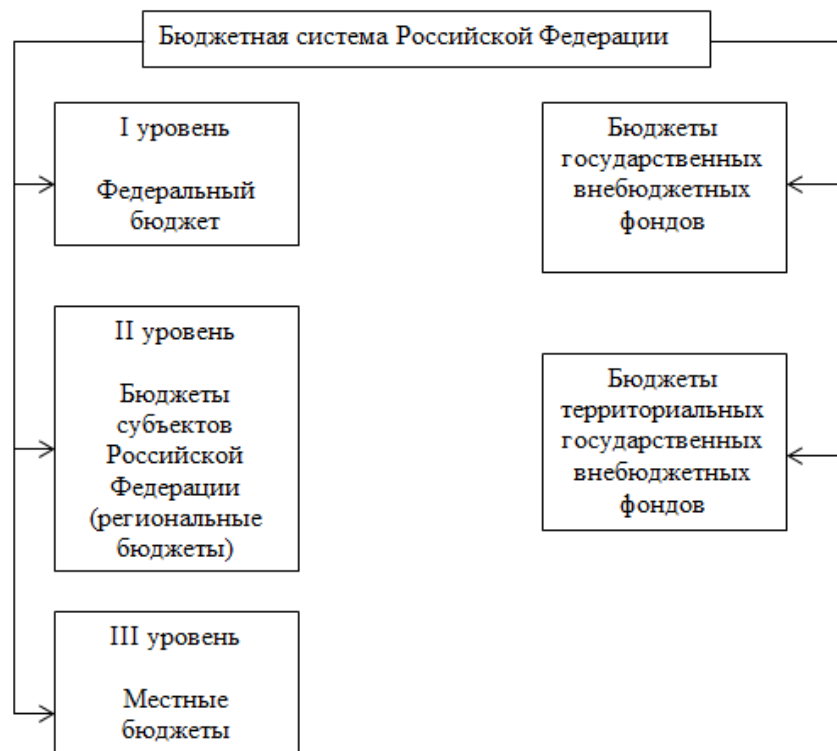 Бюджетная система Российской Федерации
I уровень
Федеральный
бюджет
Бюджеты
государственных
внебюджетных
фондов
II уровень
Бюджеты
субъектов
Российской
Федерации
(региональные
бюджеты)
Бюджеты
территориальных
государственных
внебюджетных
фондов
III уровень
Местные
бюджеты